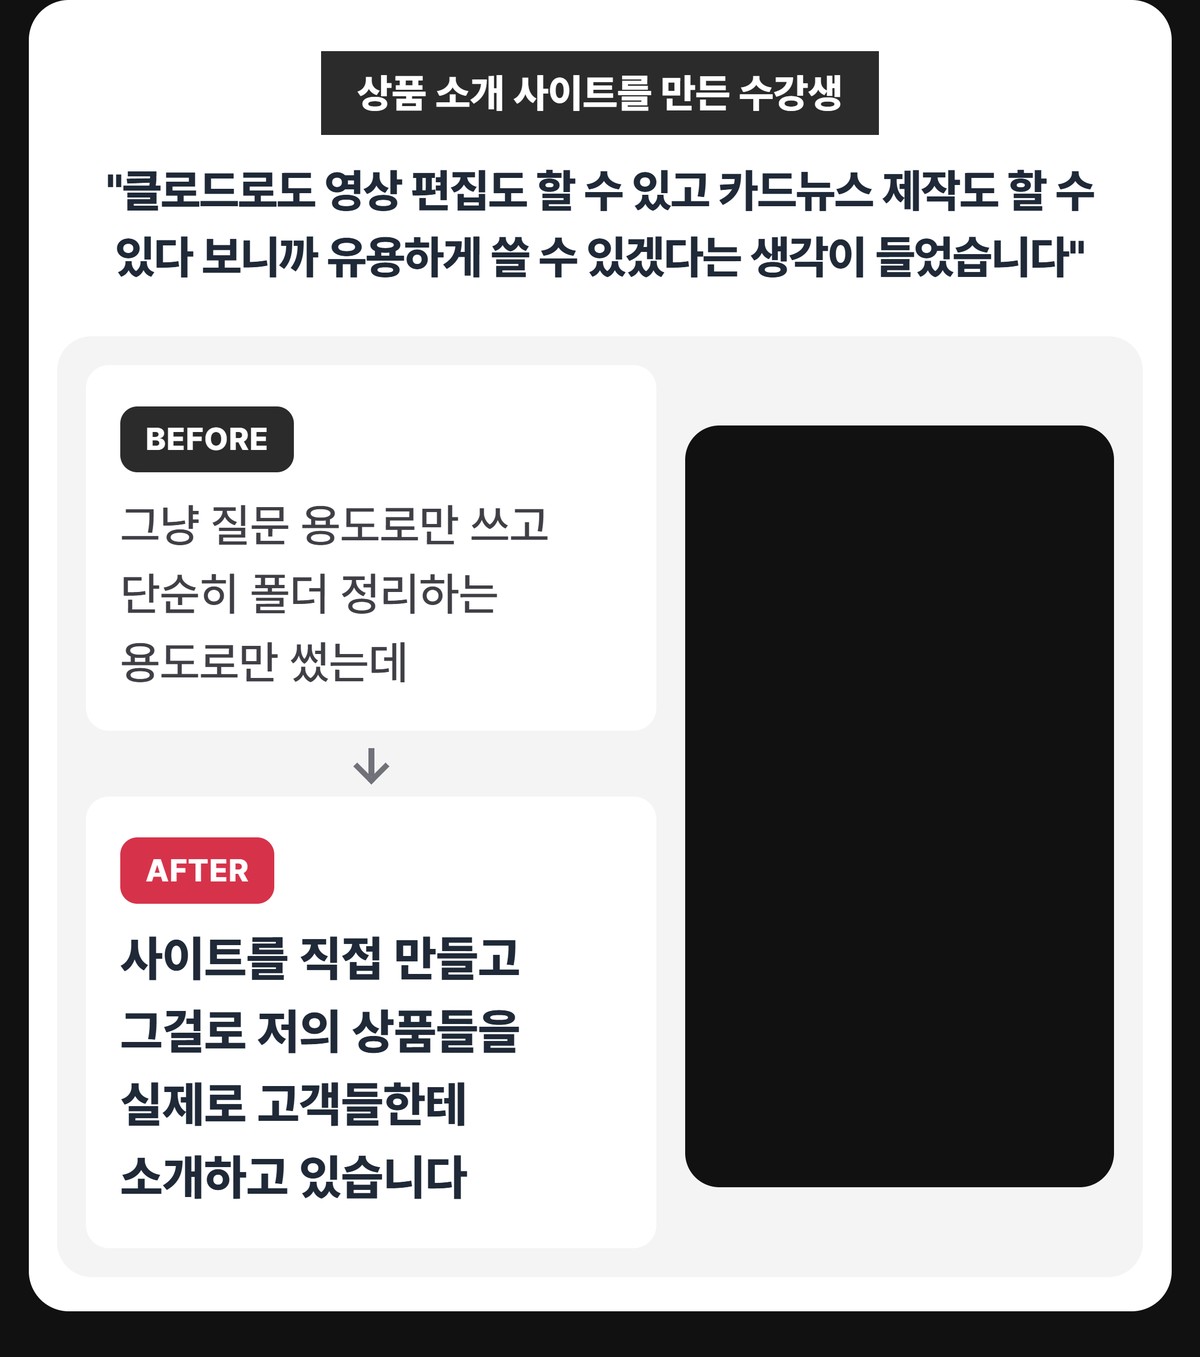 상품 소개 사이트를 만든 수강생
"클로드로도 영상 편집도 할 수 있고 카드뉴스 제작도 할 수
있다 보니까 유용하게 쓸 수 있겠다는 생각이 들었습니다"
BEFORE
그냥 질문 용도로만 쓰고
단순히 폴더 정리하는
용도로만 썼는데
AFTER
사이트를 직접 만들고
그걸로 저의 상품들을
실제로 고객들한테
소개하고 있습니다